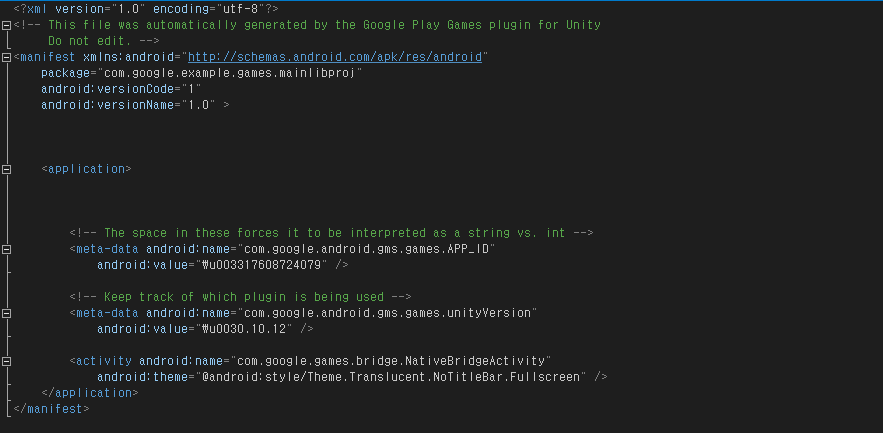 <?xml version="1.0" encoding="utf-8"?>
<!-- This file was automatically generated by the Google Play Games plugin for Unity
Do not edit. -->
<manifest xmlns:android="http://schemas.android.com/apk/res/android"
package="com.google.example.games.mainlibproj"
android:versionCode="1"
android:versionName="1.0" >
<application>
<!-- The space in these forces it to be interpreted as a string vs. int -->
<meta-data android:name="com.google.android.gms.games.APP_ID"
android:value="₩u003317608724079" />
<!-- Keep track of which plugin is being used -->
<meta-data android:name="com.google.android.gms.games.unityVersion"
android:value="₩u0030.10.12" />
<activity android:name="com.google.games.bridge.NativeBridgeActivity"
android:theme="@android:style/Theme.Translucent.NoTitleBar.Fullscreen" />
</application>
</manifest>